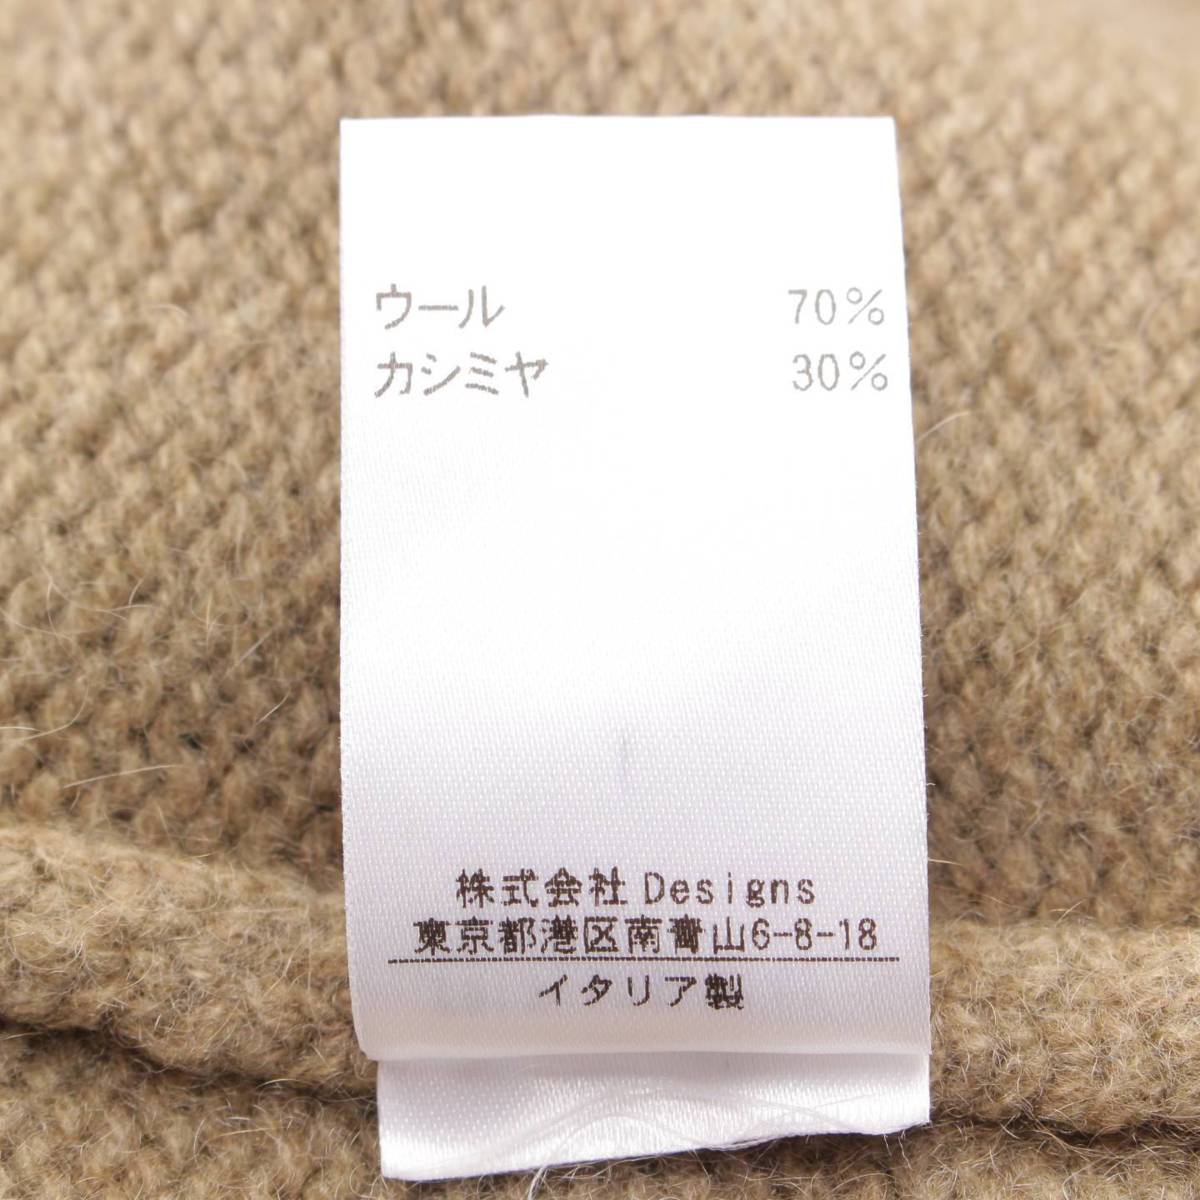 ウール 70%
カシミヤ 30%
株式会社Designs
東京都港区南青山6-8-18
イタリア製